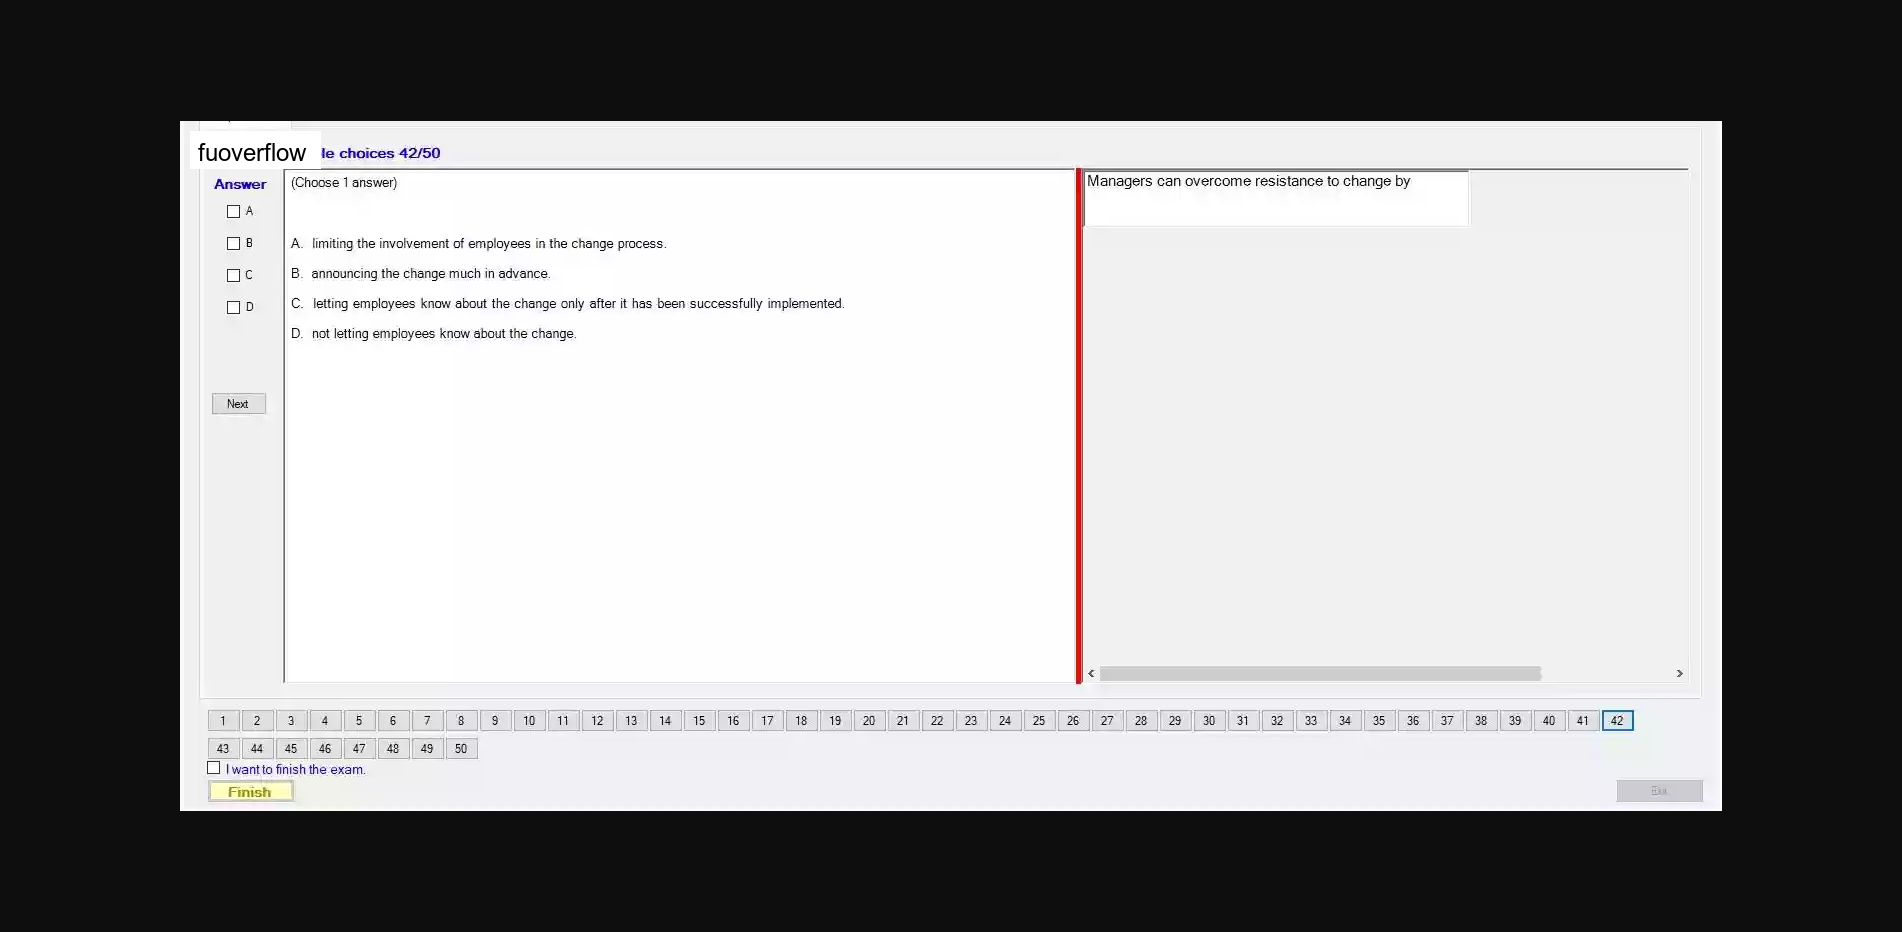 fuoverflow
le choices 42/50
Answer
(Choose 1 answer)
Managers can overcome resistance to change by
A
B
C
D
A. limiting the involvement of employees in the change process.
B. announcing the change much in advance.
C. letting employees know about the change only after it has been successfully implemented.
D. not letting employees know about the change.
Next
1 2 3 4 5 6 7 8 9 10 11 12 13 14 15 16 17 18 19 20 21 22 23 24 25 26 27 28 29 30 31 32 33 34 35 36 37 38 39 40 41 42
43 44 45 46 47 48 49 50
I want to finish the exam.
Finish
Exit